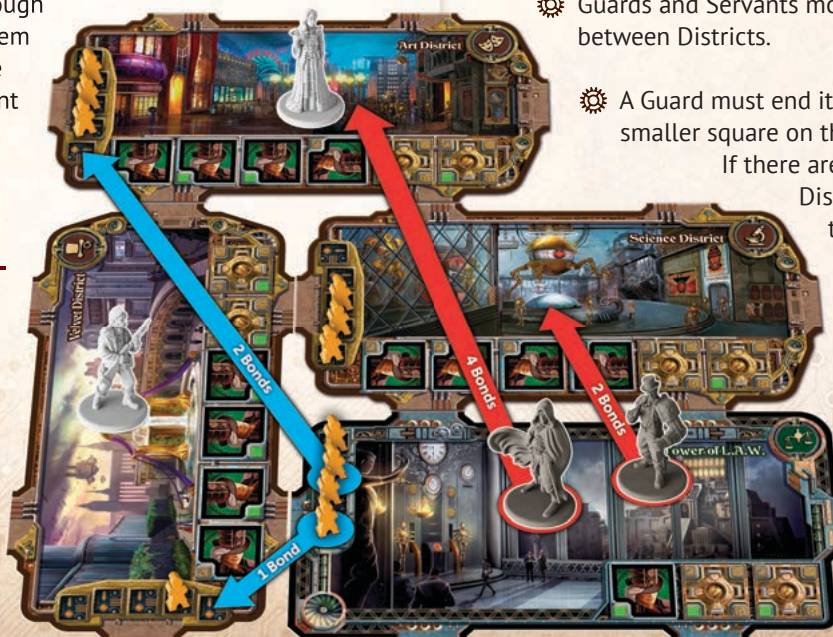 ough
em
e
nt
Guards and Servants mo
between Districts.
A Guard must end it
smaller square on th
If there are
Dis
t
Art District
Science District
Velvet District
2 Bonds
4 Bonds
2 Bonds
1 Bond
ower of L.A.W.